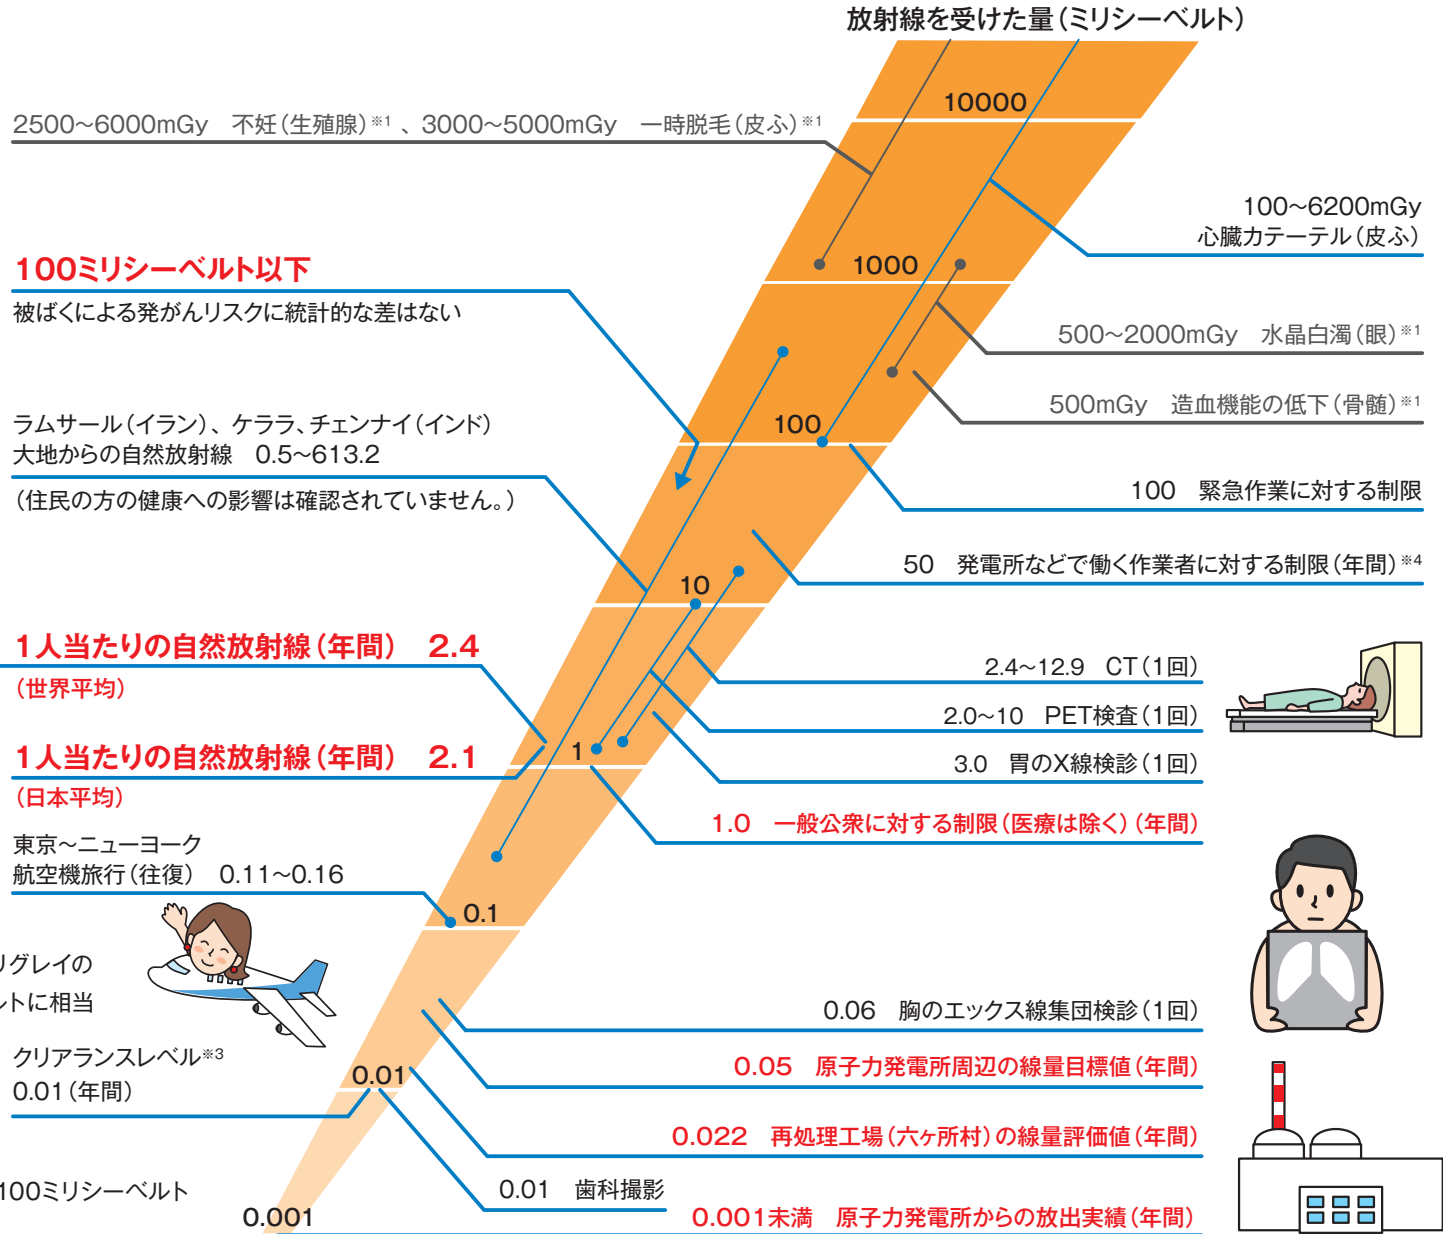 放射線を受けた量(ミリシーベルト)
10000
2500〜6000mGy 不妊(生殖腺)※1 、3000〜5000mGy 一時脱毛(皮ふ)※1
100〜6200mGy
心臓カテーテル(皮ふ)
100ミリシーベルト以下
被ばくによる発がんリスクに統計的な差はない
1000
500〜2000mGy 水晶白濁(眼)※1
500mGy 造血機能の低下(骨髄)※1
ラムサール(イラン)、ケララ、チェンナイ(インド)
大地からの自然放射線 0.5〜613.2
(住民の方の健康への影響は確認されていません。)
100
100 緊急作業に対する制限
50 発電所などで働く作業者に対する制限(年間)※4
10
1人当たりの自然放射線(年間) 2.4
(世界平均)
2.4〜12.9 CT(1回)
2.0〜10 PET検査(1回)
1人当たりの自然放射線(年間) 2.1
(日本平均)
1
3.0 胃のX線検診(1回)
1.0 一般公衆に対する制限(医療は除く)(年間)
東京〜ニューヨーク
航空機旅行(往復) 0.11〜0.16
0.1
リグレイの
ルトに相当
0.06 胸のエックス線集団検診(1回)
クリアランスレベル※3
0.01(年間)
0.01
0.05 原子力発電所周辺の線量目標値(年間)
0.022 再処理工場(六ヶ所村)の線量評価値(年間)
100ミリシーベルト
0.01 歯科撮影
0.001
0.001未満 原子力発電所からの放出実績(年間)